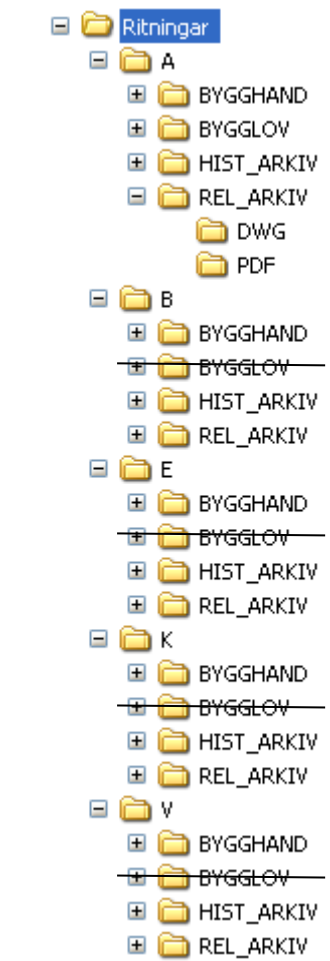 Ritningar
A
BYGGHAND
BYGGLOV
HIST_ARKIV
REL_ARKIV
DWG
PDF
B
BYGGHAND
BYGGLOV
HIST_ARKIV
REL_ARKIV
E
BYGGHAND
BYGGLOV
HIST_ARKIV
REL_ARKIV
K
BYGGHAND
BYGGLOV
HIST_ARKIV
REL_ARKIV
V
BYGGHAND
BYGGLOV
HIST_ARKIV
REL_ARKIV